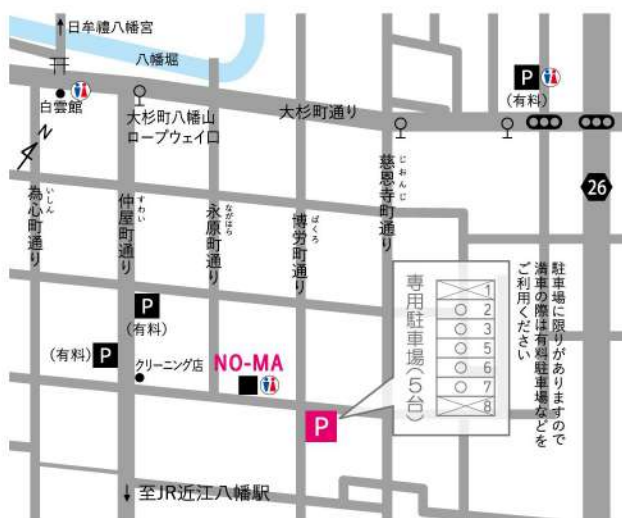 ↑日牟禮八幡宮
八幡堀
白雲館
大杉町八幡山
ロープウェイ口
大杉町通り
P
(有料)
26
N
いしん
為心町通り
すわい
仲屋町通り
ながはら
永原町通り
ばくろ
博労町通り
じおんじ
慈恩寺町通り
P
(有料)
(有料)
P
クリーニング店
NO-MA
P
専用駐車場(5台)
1
2
3
5
6
7
8
駐車場に限りがありますので
満車の際は有料駐車場などを
ご利用ください
↓至JR近江八幡駅